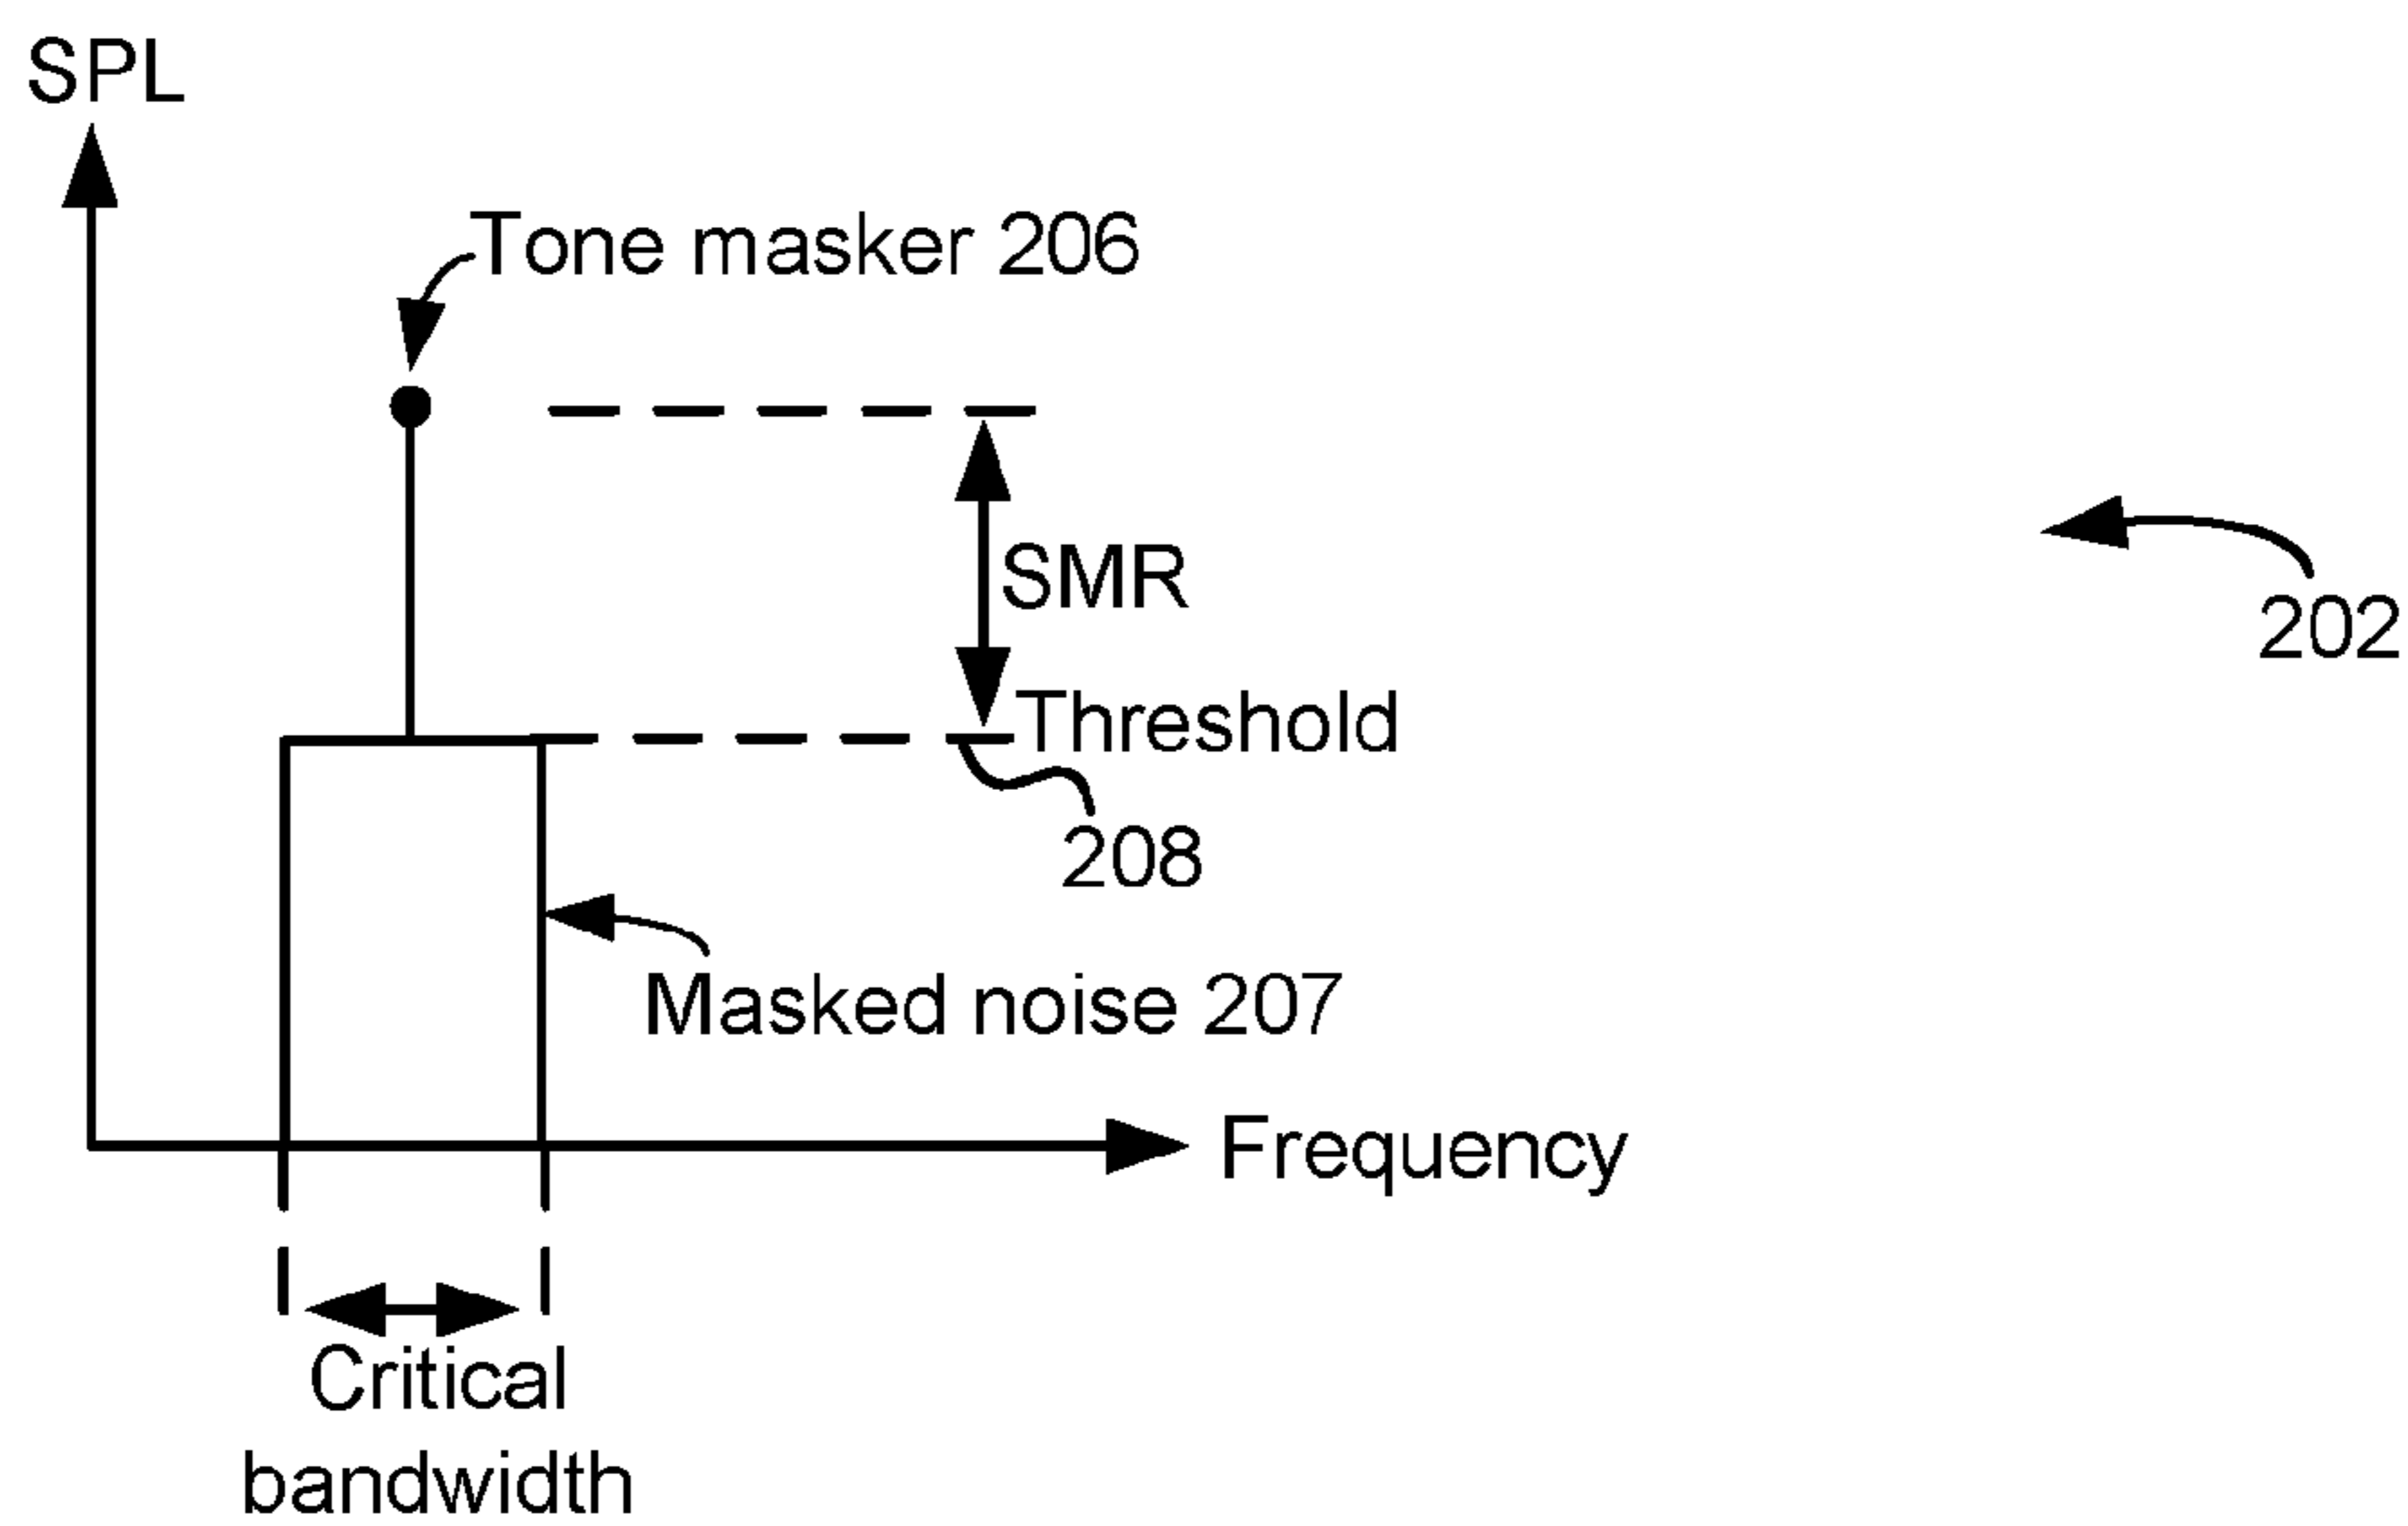 SPL
Tone masker 206
SMR
202
Threshold
208
Masked noise 207
Frequency
Critical
bandwidth